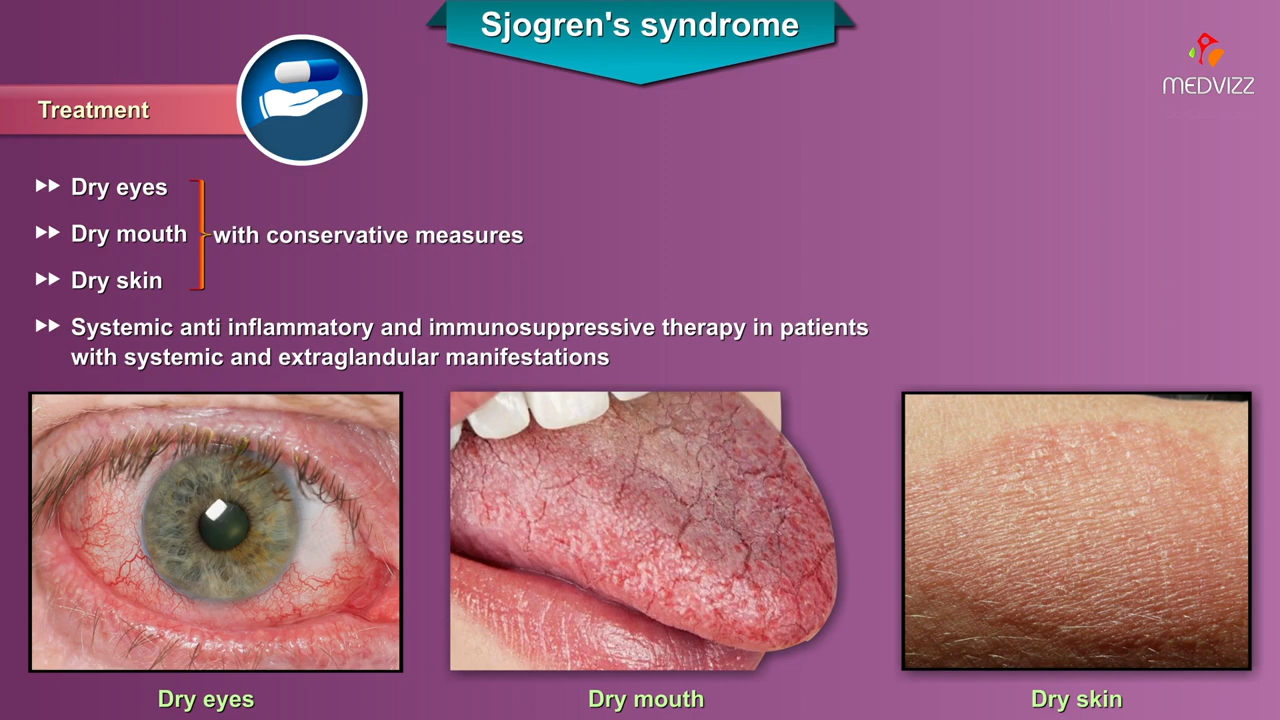 Sjogren's syndrome
MEDVIZZ
Treatment
Dry eyes
Dry mouth
with conservative measures
Dry skin
Systemic anti inflammatory and immunosuppressive therapy in patients
with systemic and extraglandular manifestations
Dry eyes
Dry mouth
Dry skin